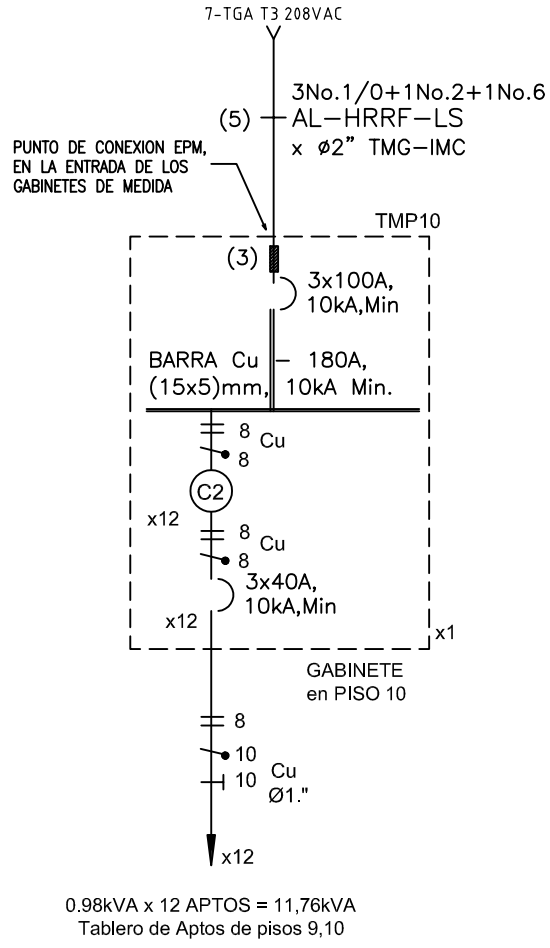 7-TGA T3 208VAC
3No.1/0+1No.2+1No.6
(5) AL-HRRF-LS
x ø2" TMG-IMC
PUNTO DE CONEXION EPM,
EN LA ENTRADA DE LOS
GABINETES DE MEDIDA
TMP10
(3)
3x100A,
10kA,Min
BARRA Cu 180A,
(15x5)mm, 10kA Min.
8 Cu
8
C2
x12
8 Cu
8
3x40A,
10kA,Min
x12
x1
GABINETE
en PISO 10
8
10
10 Cu
Ø1."
x12
0.98kVA x 12 APTOS = 11,76kVA
Tablero de Aptos de pisos 9,10